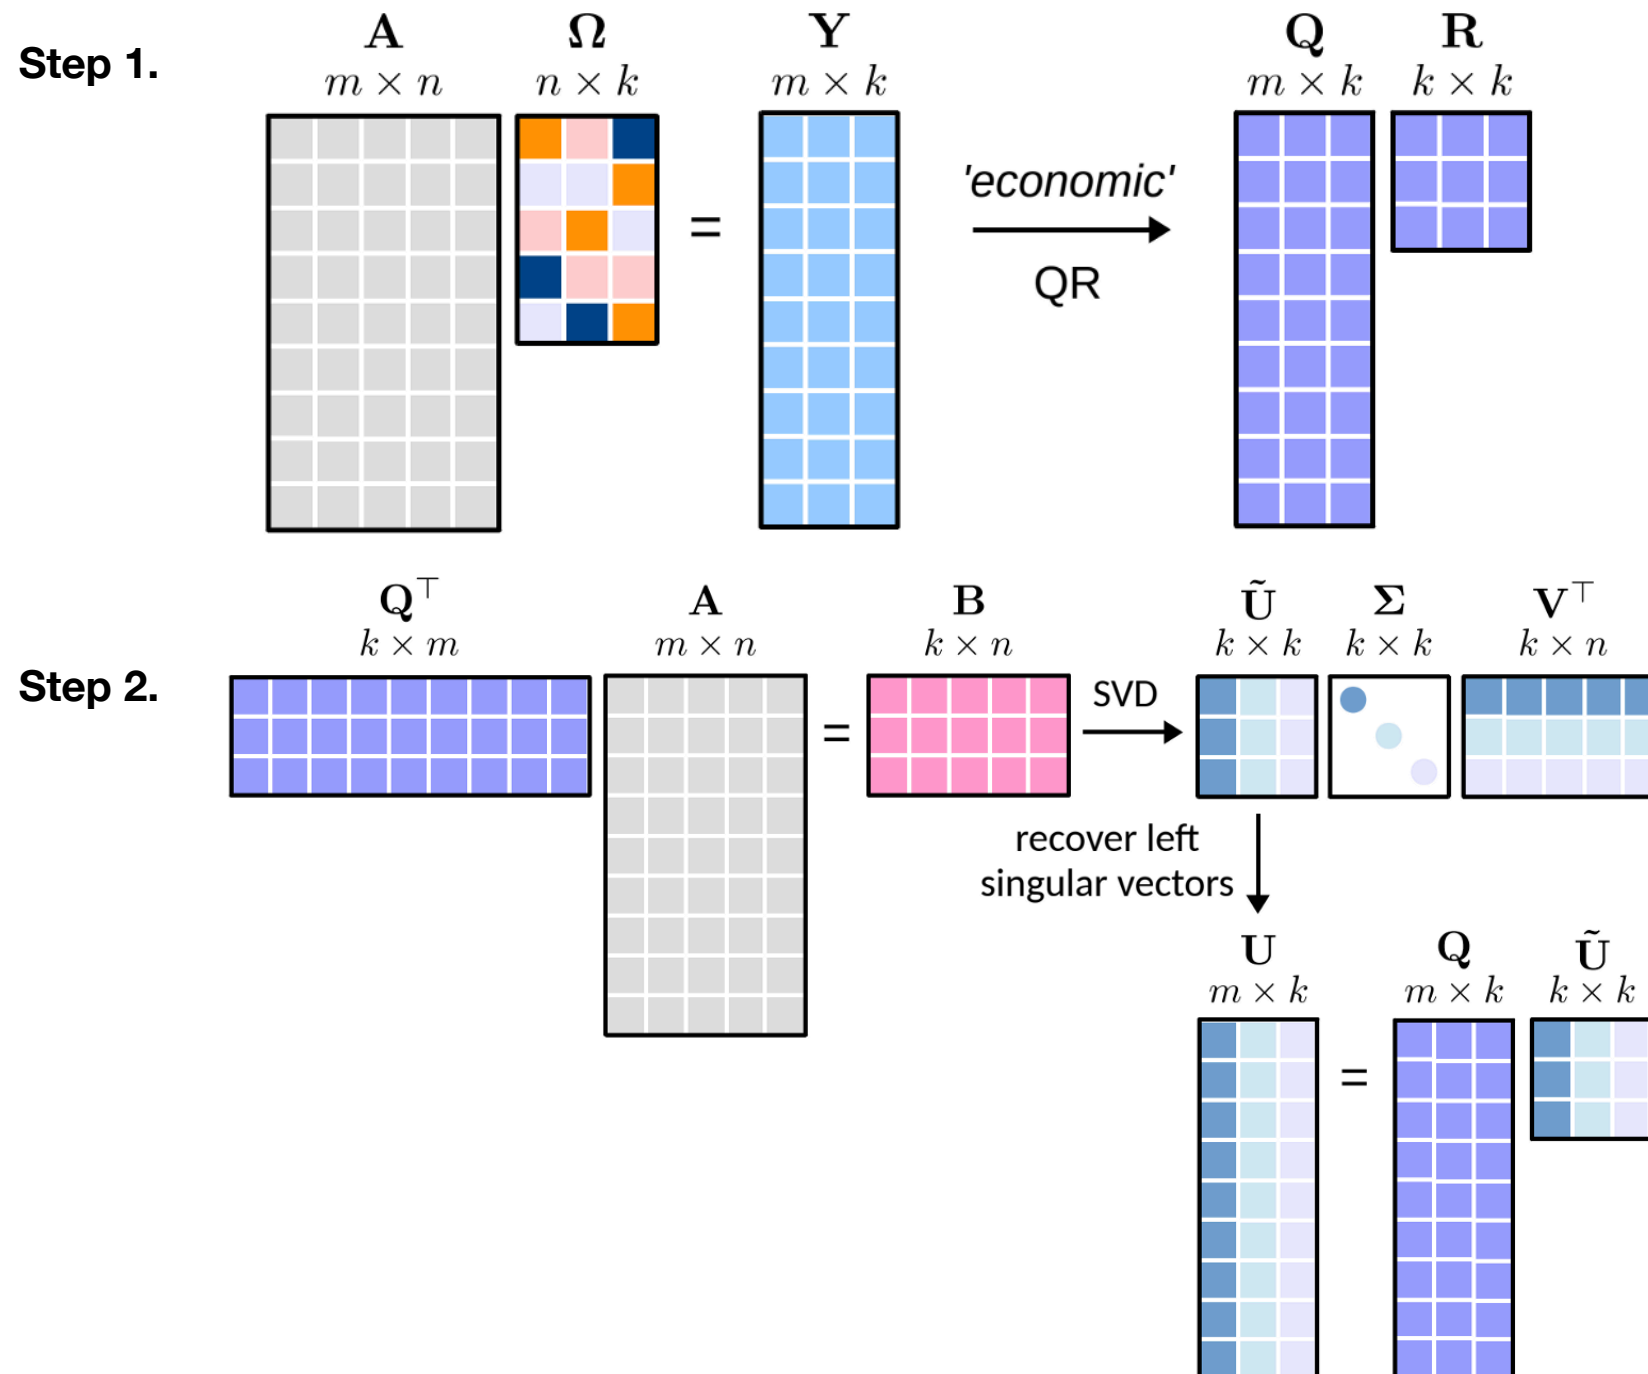 Step 1.
A Ω Y Q R
m × n n × k m × k m × k k × k
=
'economic'
QR
Step 2.
Q⊤ A B Ũ Σ V⊤
k × m m × n k × n k × k k × k k × n
=
SVD
recover left
singular vectors
U Q Ũ
m × k m × k k × k
=